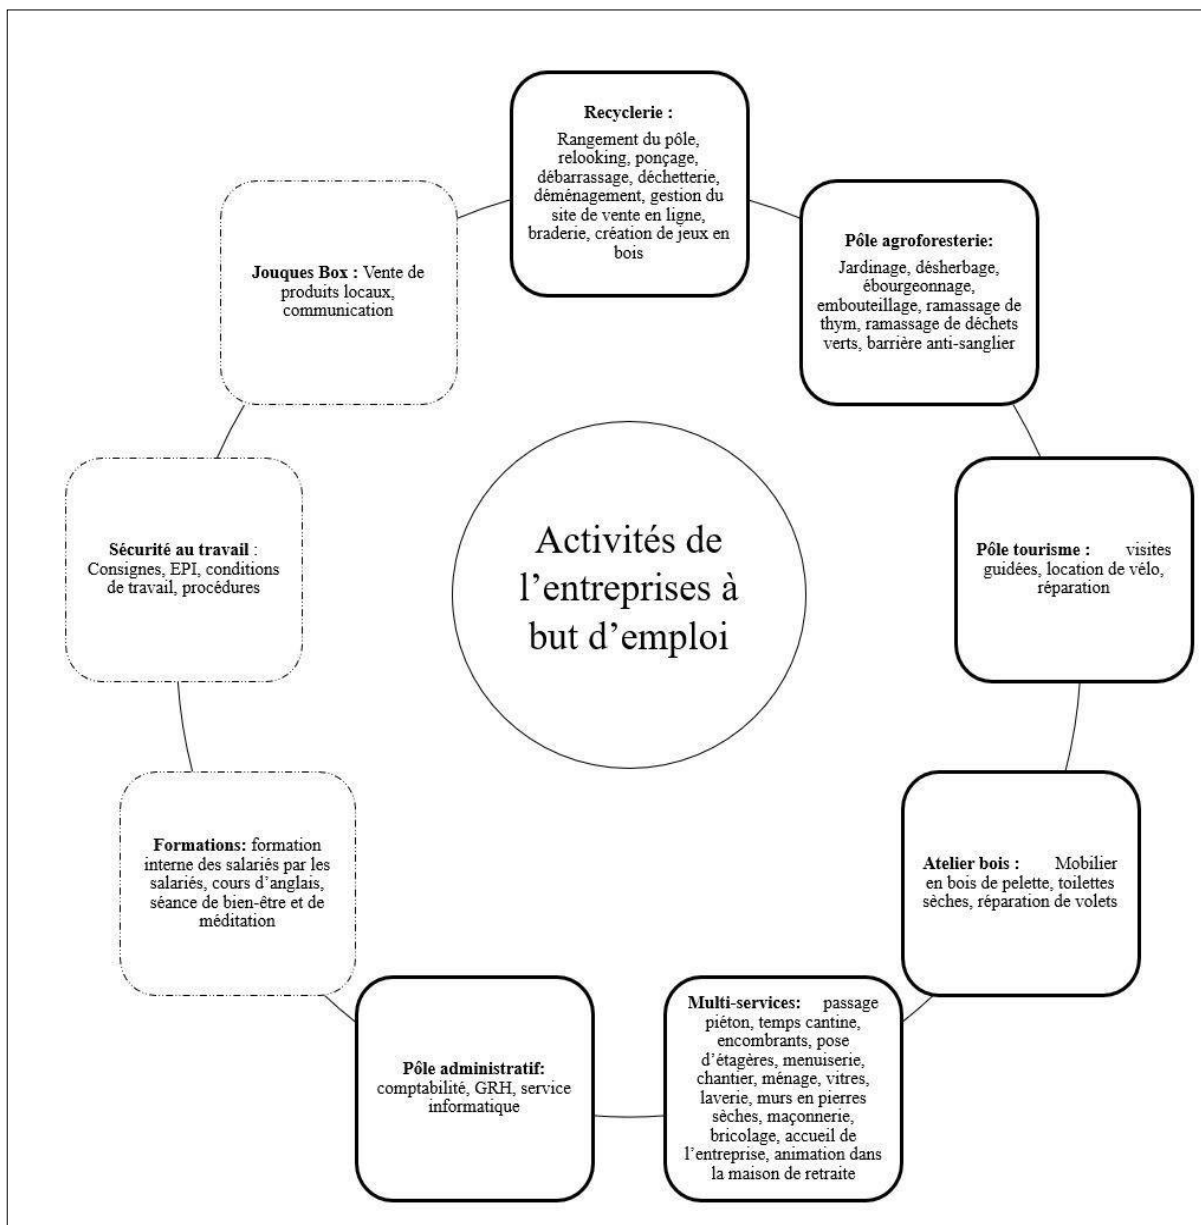 Recyclerie :
Rangement du pôle,
relooking, ponçage,
débarrassage, déchetterie,
déménagement, gestion du
site de vente en ligne,
braderie, création de jeux en
bois
Pôle agroforesterie:
Jardinage, désherbage,
ébourgeonnage,
embouteillage, ramassage de
thym, ramassage de déchets
verts, barrière anti-sanglier
Pôle tourisme : visites
guidées, location de vélo,
réparation
Atelier bois : Mobilier
en bois de pelette, toilettes
sèches, réparation de volets
Multi-services: passage
piéton, temps cantine,
encombrants, pose
d’étagères, menuiserie,
chantier, ménage, vitres,
laverie, murs en pierres
sèches, maçonnerie,
bricolage, accueil de
l’entreprise, animation dans
la maison de retraite
Pôle administratif:
comptabilité, GRH, service
informatique
Formations: formation
interne des salariés par les
salariés, cours d’anglais,
séance de bien-être et de
méditation
Sécurité au travail :
Consignes, EPI, conditions
de travail, procédures
Jouques Box : Vente de
produits locaux,
communication
Activités de
l’entreprises à
but d’emploi